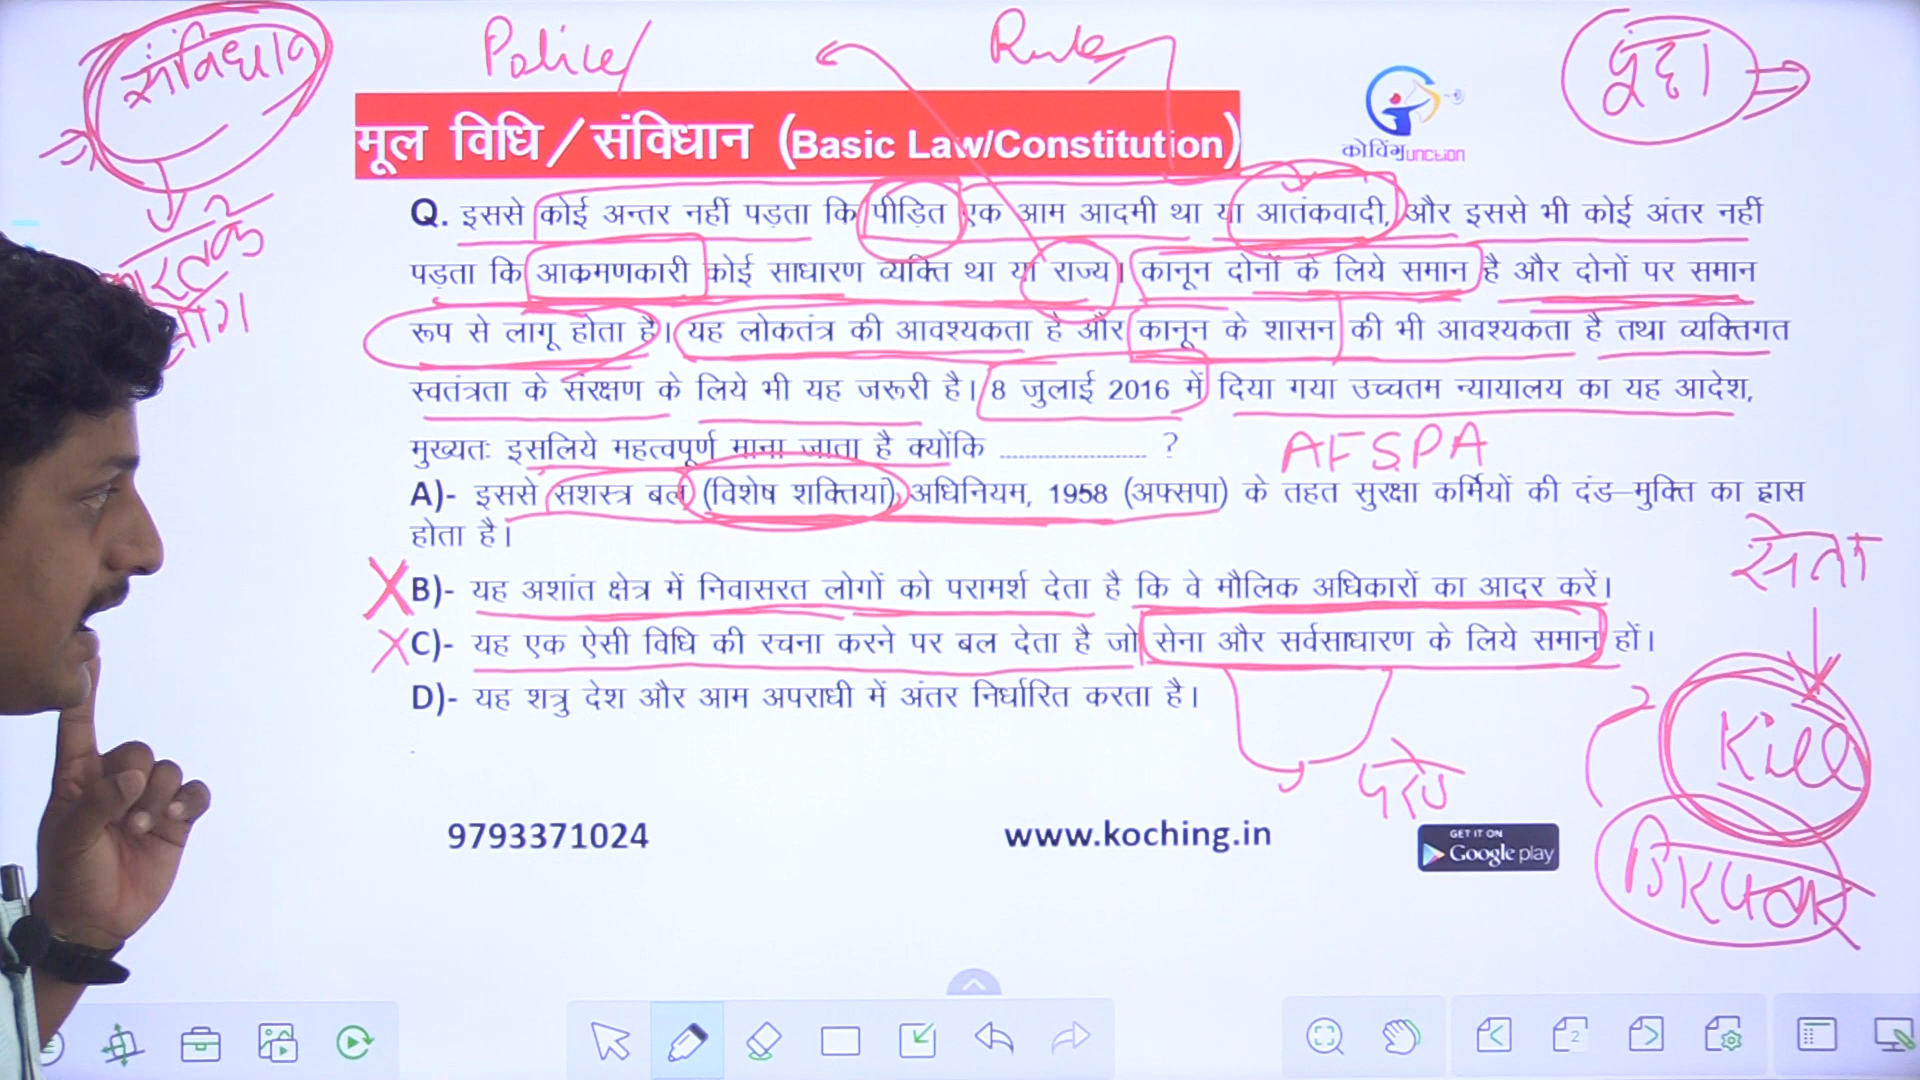 संविधान
Police
Rules
मूल विधि/संविधान (Basic Law/Constitution)
कोचिंगJunction
Q. इससे कोई अन्तर नहीं पड़ता कि पीड़ित एक आम आदमी था या आतंकवादी, और इससे भी कोई अंतर नहीं
पड़ता कि आकमणकारी कोई साधारण व्यक्ति था या राज्य। कानून दोनों के लिये समान है और दोनों पर समान
रूप से लागू होता है। यह लोकतंत्र की आवश्यकता है और कानून के शासन की भी आवश्यकता है तथा व्यक्तिगत
स्वतंत्रता के संरक्षण के लिये भी यह जरूरी है। 8 जुलाई 2016 में दिया गया उच्चतम न्यायालय का यह आदेश,
मुख्यतः इसलिये महत्वपूर्ण माना जाता है क्योंकि ........................ ?
AFSPA
A)- इससे सशस्त्र बल (विशेष शक्तिया), अधिनियम, 1958 (अफ्सपा) के तहत सुरक्षा कर्मियों की दंड–मुक्ति का ह्रास
होता है।
B)- यह अशांत क्षेत्र में निवासरत लोगों को परामर्श देता है कि वे मौलिक अधिकारों का आदर करें।
C)- यह एक ऐसी विधि की रचना करने पर बल देता है जो सेना और सर्वसाधारण के लिये समान हों।
D)- यह शत्रु देश और आम अपराधी में अंतर निर्धारित करता है।
सेना
Kill
गिरफ्तार
9793371024
www.koching.in
GET IT ON
Google play
2